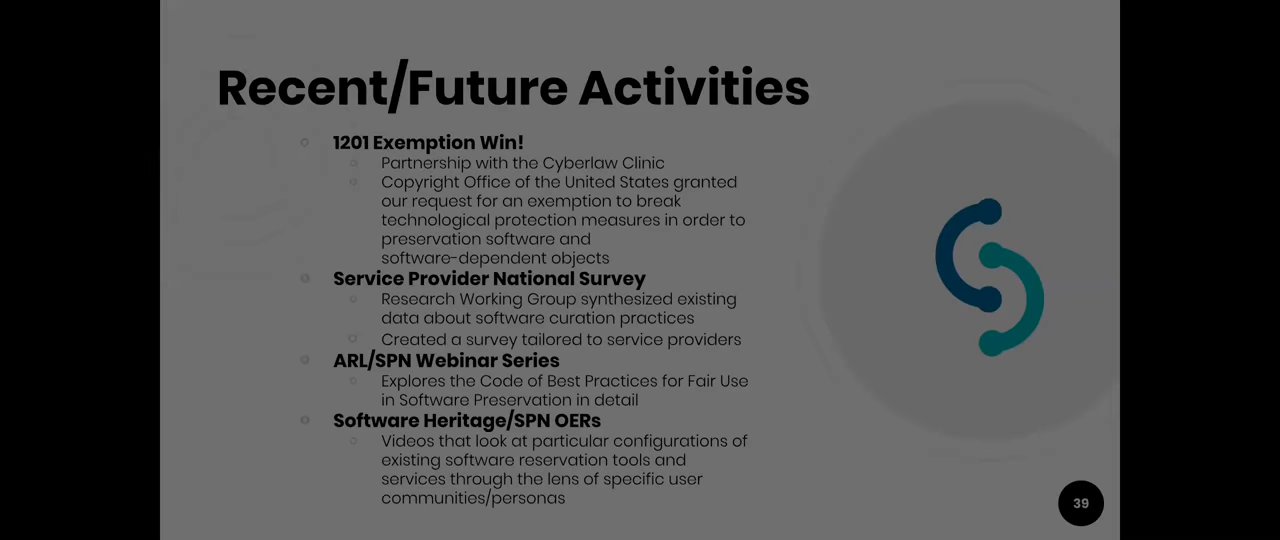 Recent/Future Activities
1201 Exemption Win!
Partnership with the Cyberlaw Clinic
Copyright Office of the United States granted
our request for an exemption to break
technological protection measures in order to
preservation software and
software-dependent objects
Service Provider National Survey
Research Working Group synthesized existing
data about software curation practices
Created a survey tailored to service providers
ARL/SPN Webinar Series
Explores the Code of Best Practices for Fair Use
in Software Preservation in detail
Software Heritage/SPN OERs
Videos that look at particular configurations of
existing software reservation tools and
services through the lens of specific user
communities/personas
39